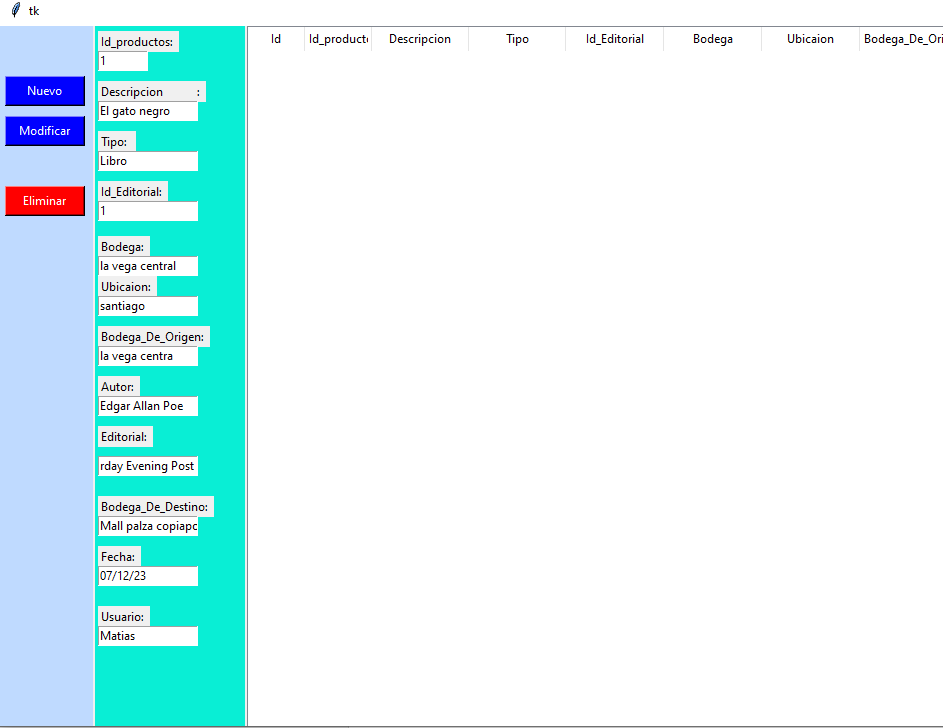 tk
Nuevo
Modificar
Eliminar
Id_productos:
1
Descripcion :
El gato negro
Tipo:
Libro
Id_Editorial:
1
Bodega:
la vega central
Ubicaion:
santiago
Bodega_De_Origen:
la vega centra
Autor:
Edgar Allan Poe
Editorial:
rday Evening Post
Bodega_De_Destino:
Mall palza copiapc
Fecha:
07/12/23
Usuario:
Matias
Id Id_producto Descripcion Tipo Id_Editorial Bodega Ubicaion Bodega_De_Ori